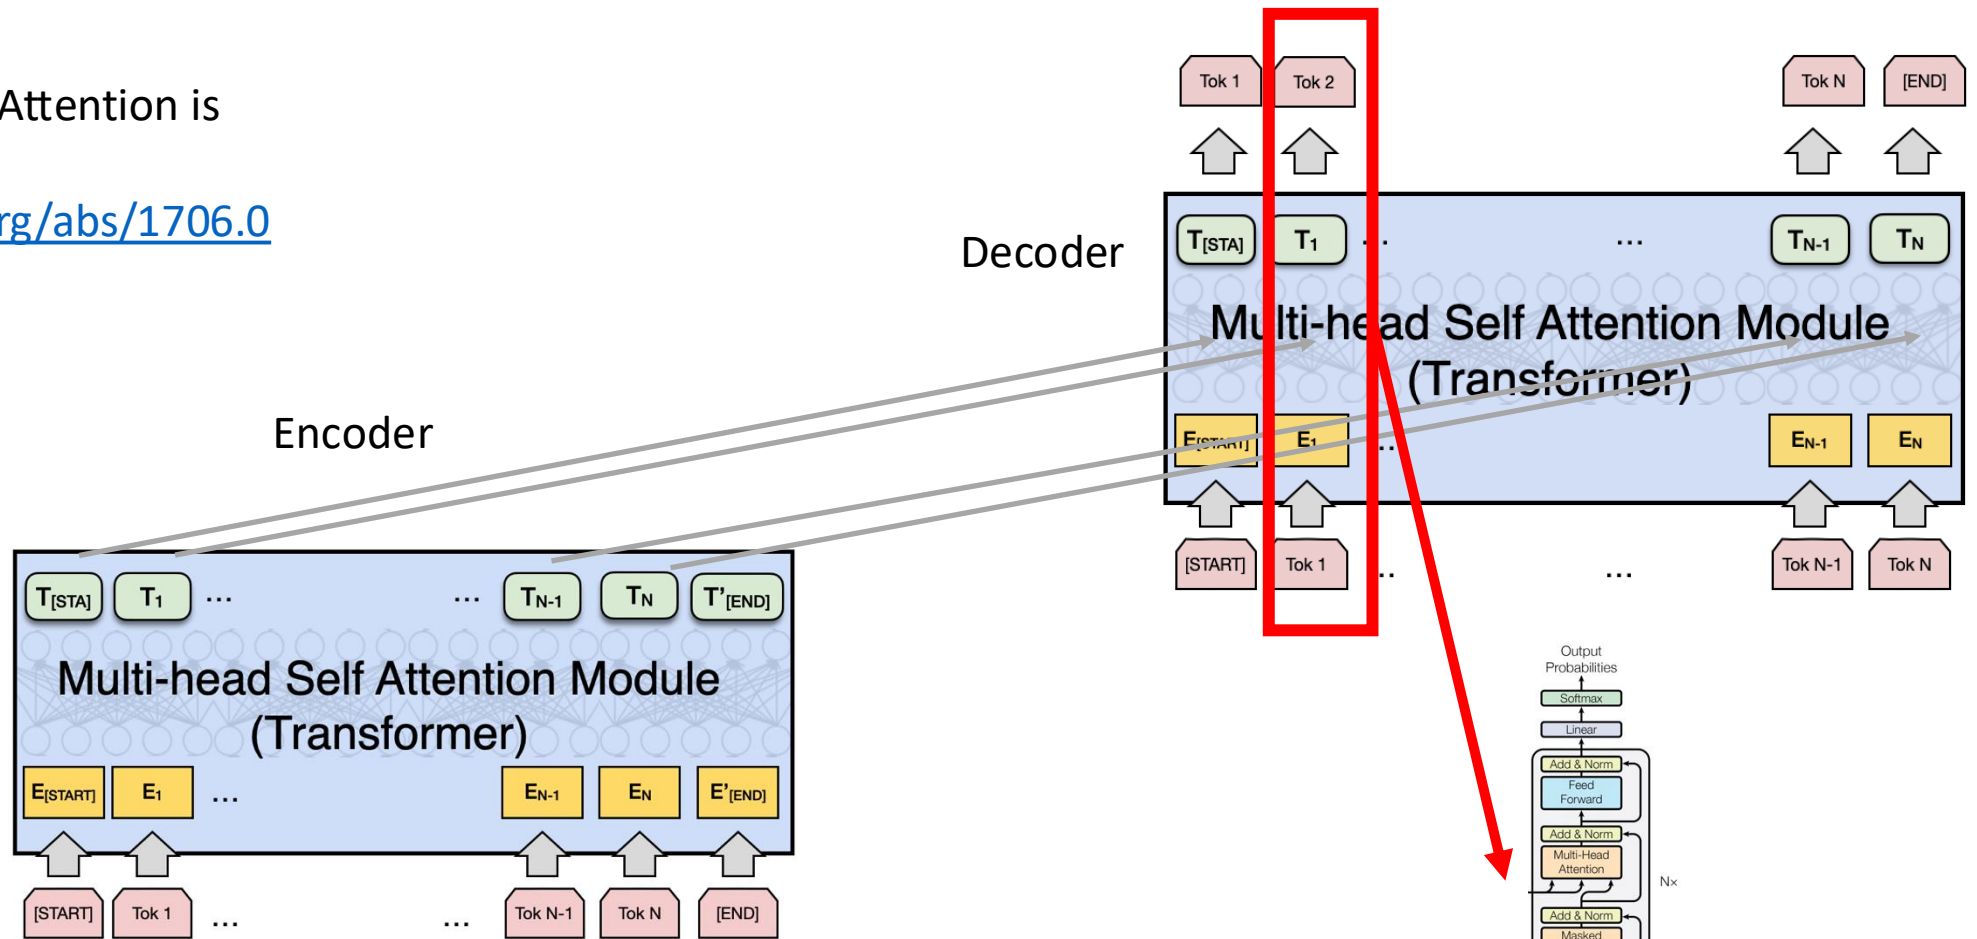 Attention is
rg/abs/1706.0
Encoder
Decoder
Tok 1 Tok 2 Tok N [END]
T[STA] T1 ... ... TN-1 TN
Multi-head Self Attention Module
(Transformer)
E[START] E1 .. EN-1 EN
[START] Tok 1 .. ... Tok N-1 Tok N
T[STA] T1 ... ... TN-1 TN T'[END]
Multi-head Self Attention Module
(Transformer)
E[START] E1 ... EN-1 EN E'[END]
[START] Tok 1 ... ... Tok N-1 Tok N [END]
Output
Probabilities
Softmax
Linear
Add & Norm
Feed
Forward
Add & Norm
Multi-Head
Attention
N×
Add & Norm
Masked